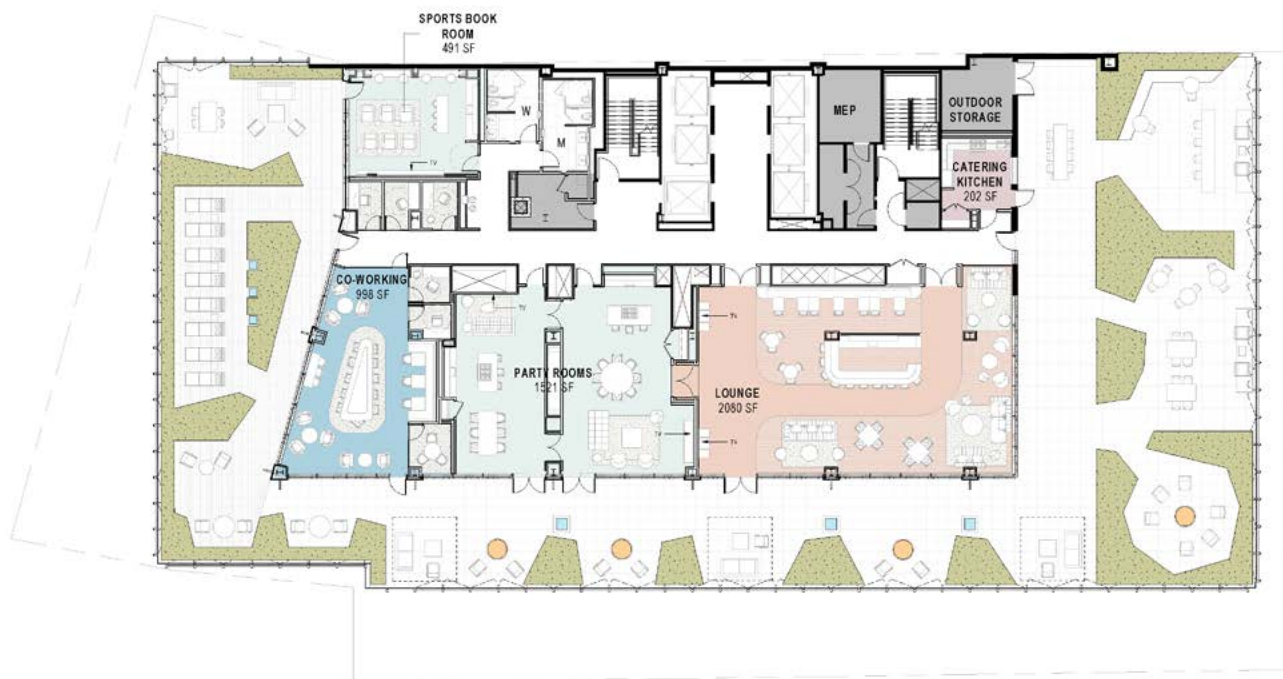 SPORTS BOOK
ROOM
491 SF
W
M
TV
MEP
OUTDOOR
STORAGE
CATERING
KITCHEN
202 SF
CO-WORKING
998 SF
TV
TV
PARTY ROOMS
1521 SF
LOUNGE
2080 SF
TV
TV